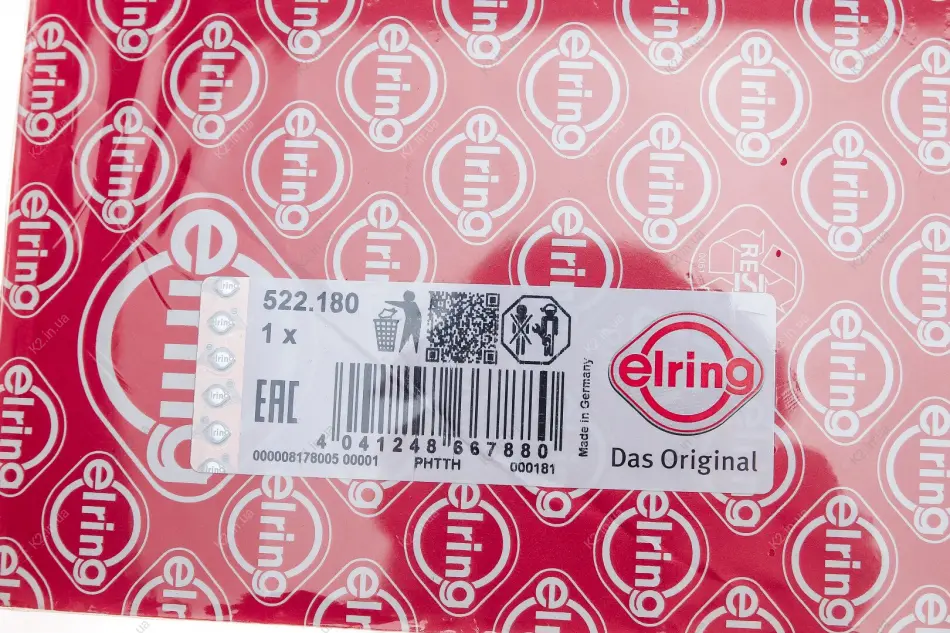 522.180
1 x
EAC
4 041248 667880
000008178005 00001
PHTTH
000181
Made in Germany
elring
Das Original